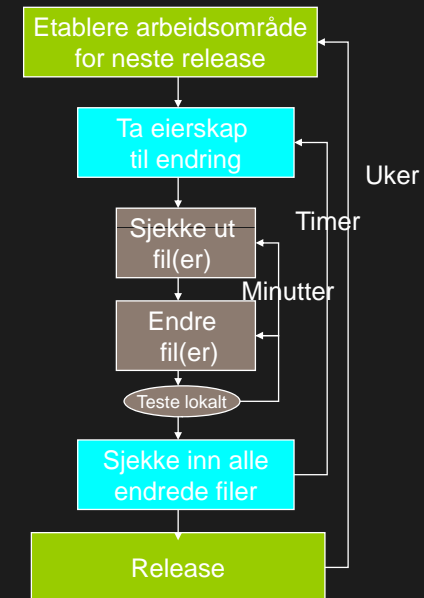 Etablere arbeidsområde
for neste release
Ta eierskap
til endring
Uker
Timer
Sjekke ut
fil(er)
Minutter
Endre
fil(er)
Teste lokalt
Sjekke inn alle
endrede filer
Release